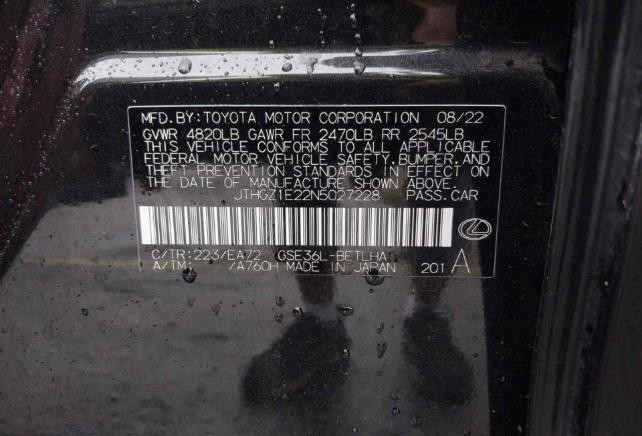 MFD.BY:TOYOTA MOTOR CORPORATION 08/22
GVWR 4820LB GAWR FR 2470LB RR 2545LB
THIS VEHICLE CONFORMS TO ALL APPLICABLE
FEDERAL MOTOR VEHICLE SAFETY,BUMPER,AND
THEFT PREVENTION STANDARDS IN EFFECT ON
THE DATE OF MANUFACTURE SHOWN ABOVE.
JTHGZ1E22N5027228 PASS.CAR
C/TR:223/EA72 GSE36L-BETLHA
A/TM: /A760H MADE IN JAPAN 201 A